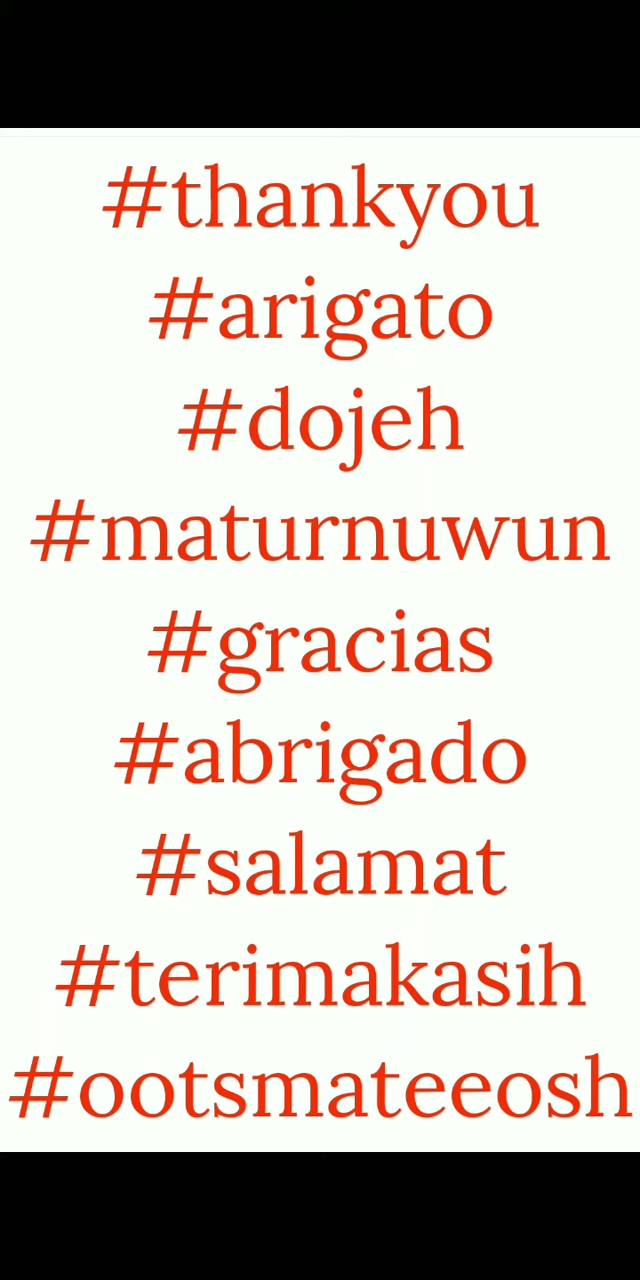 #thankyou
#arigato
#dojeh
#maturnuwun
#gracias
#abrigado
#salamat
#terimakasih
#ootsmateeosh